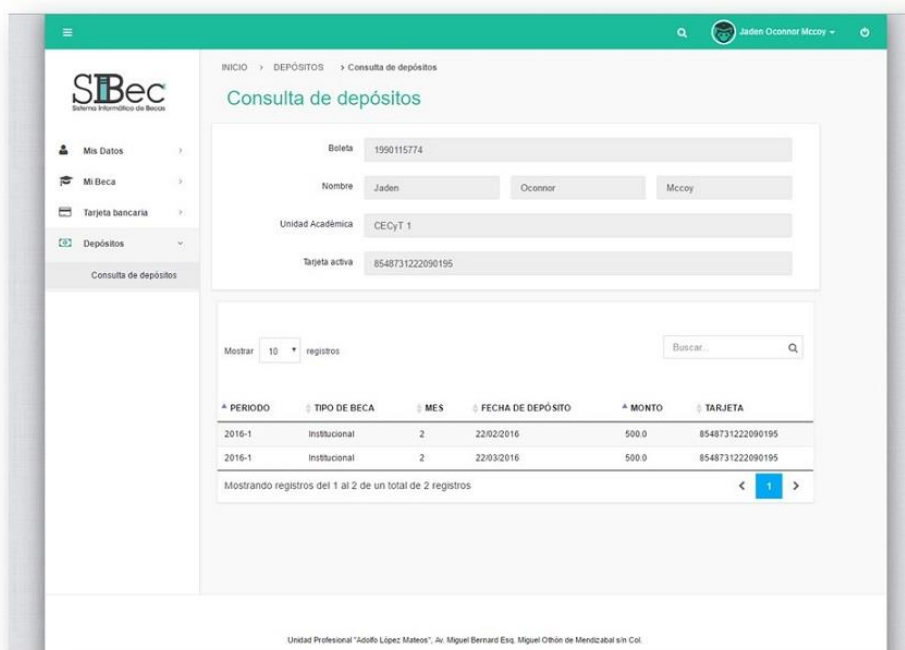 Jaden Oconnor Mccoy
SIBec
Sistema Informático de Becas
Mis Datos
Mi Beca
Tarjeta bancaria
Depósitos
Consulta de depósitos
INICIO > DEPÓSITOS > Consulta de depósitos
Consulta de depósitos
Boleta 1990115774
Nombre Jaden Oconnor Mccoy
Unidad Académica CECyT 1
Tarjeta activa 8548731222090195
Mostrar 10 registros Buscar...
PERIODO TIPO DE BECA MES FECHA DE DEPÓSITO MONTO TARJETA
2016-1 Institucional 2 22/02/2016 500.0 8548731222090195
2016-1 Institucional 2 22/03/2016 500.0 8548731222090195
Mostrando registros del 1 al 2 de un total de 2 registros < 1 >
Unidad Profesional "Adolfo López Mateos", Av. Miguel Bernard Esq. Miguel Othón de Mendizabal s/n Col.